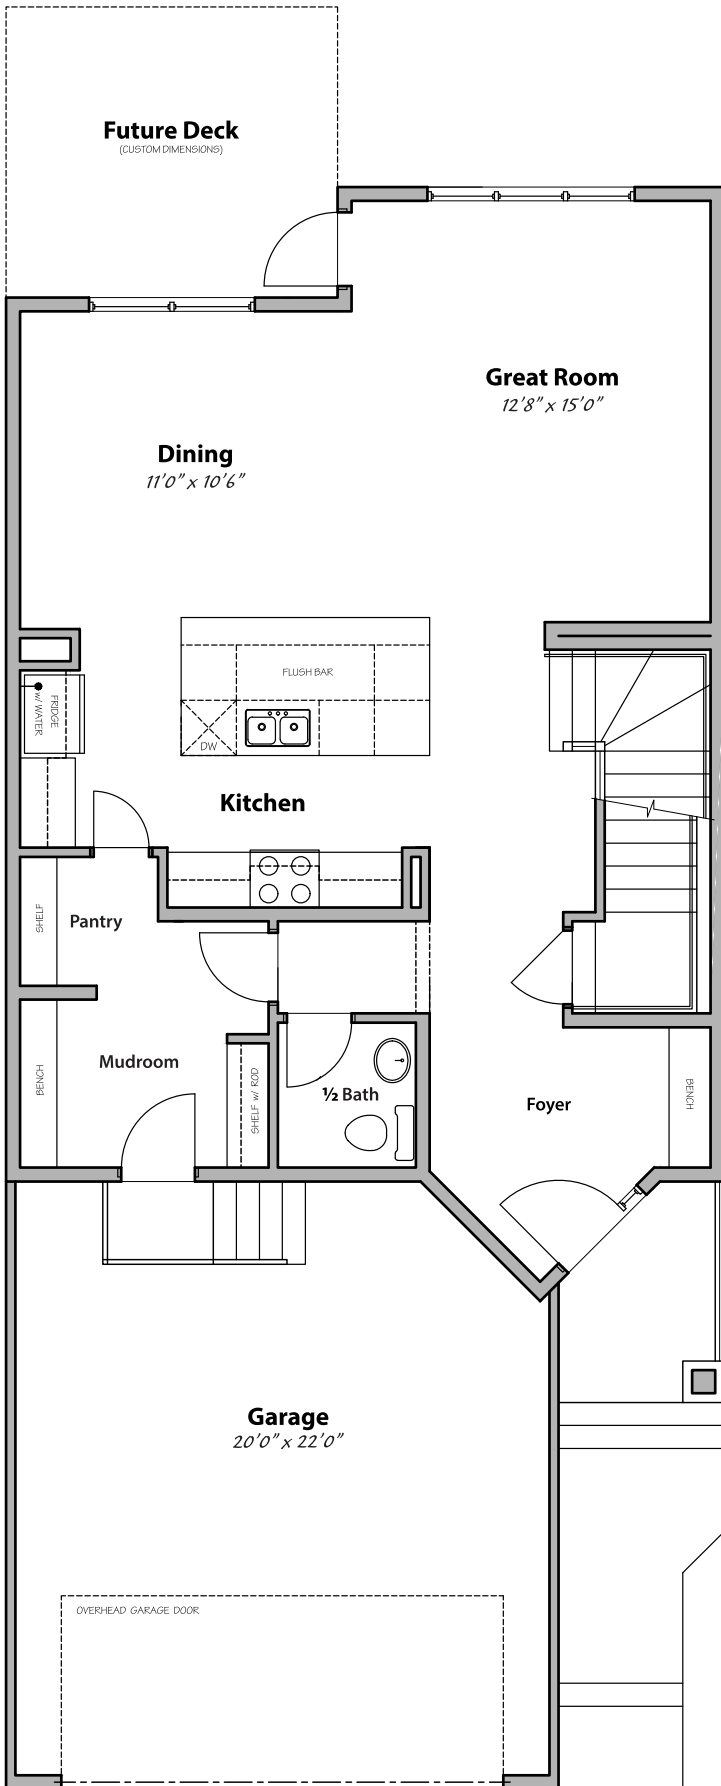 Future Deck
(CUSTOM DIMENSIONS)
Great Room
12'8" x 15'0"
Dining
11'0" x 10'6"
FLUSH BAR
FRIDGE
w/ WATER
DW
Kitchen
SHELF
Pantry
Mudroom
BENCH
SHELF w/ ROD
½ Bath
Foyer
BENCH
Garage
20'0" x 22'0"
OVERHEAD GARAGE DOOR